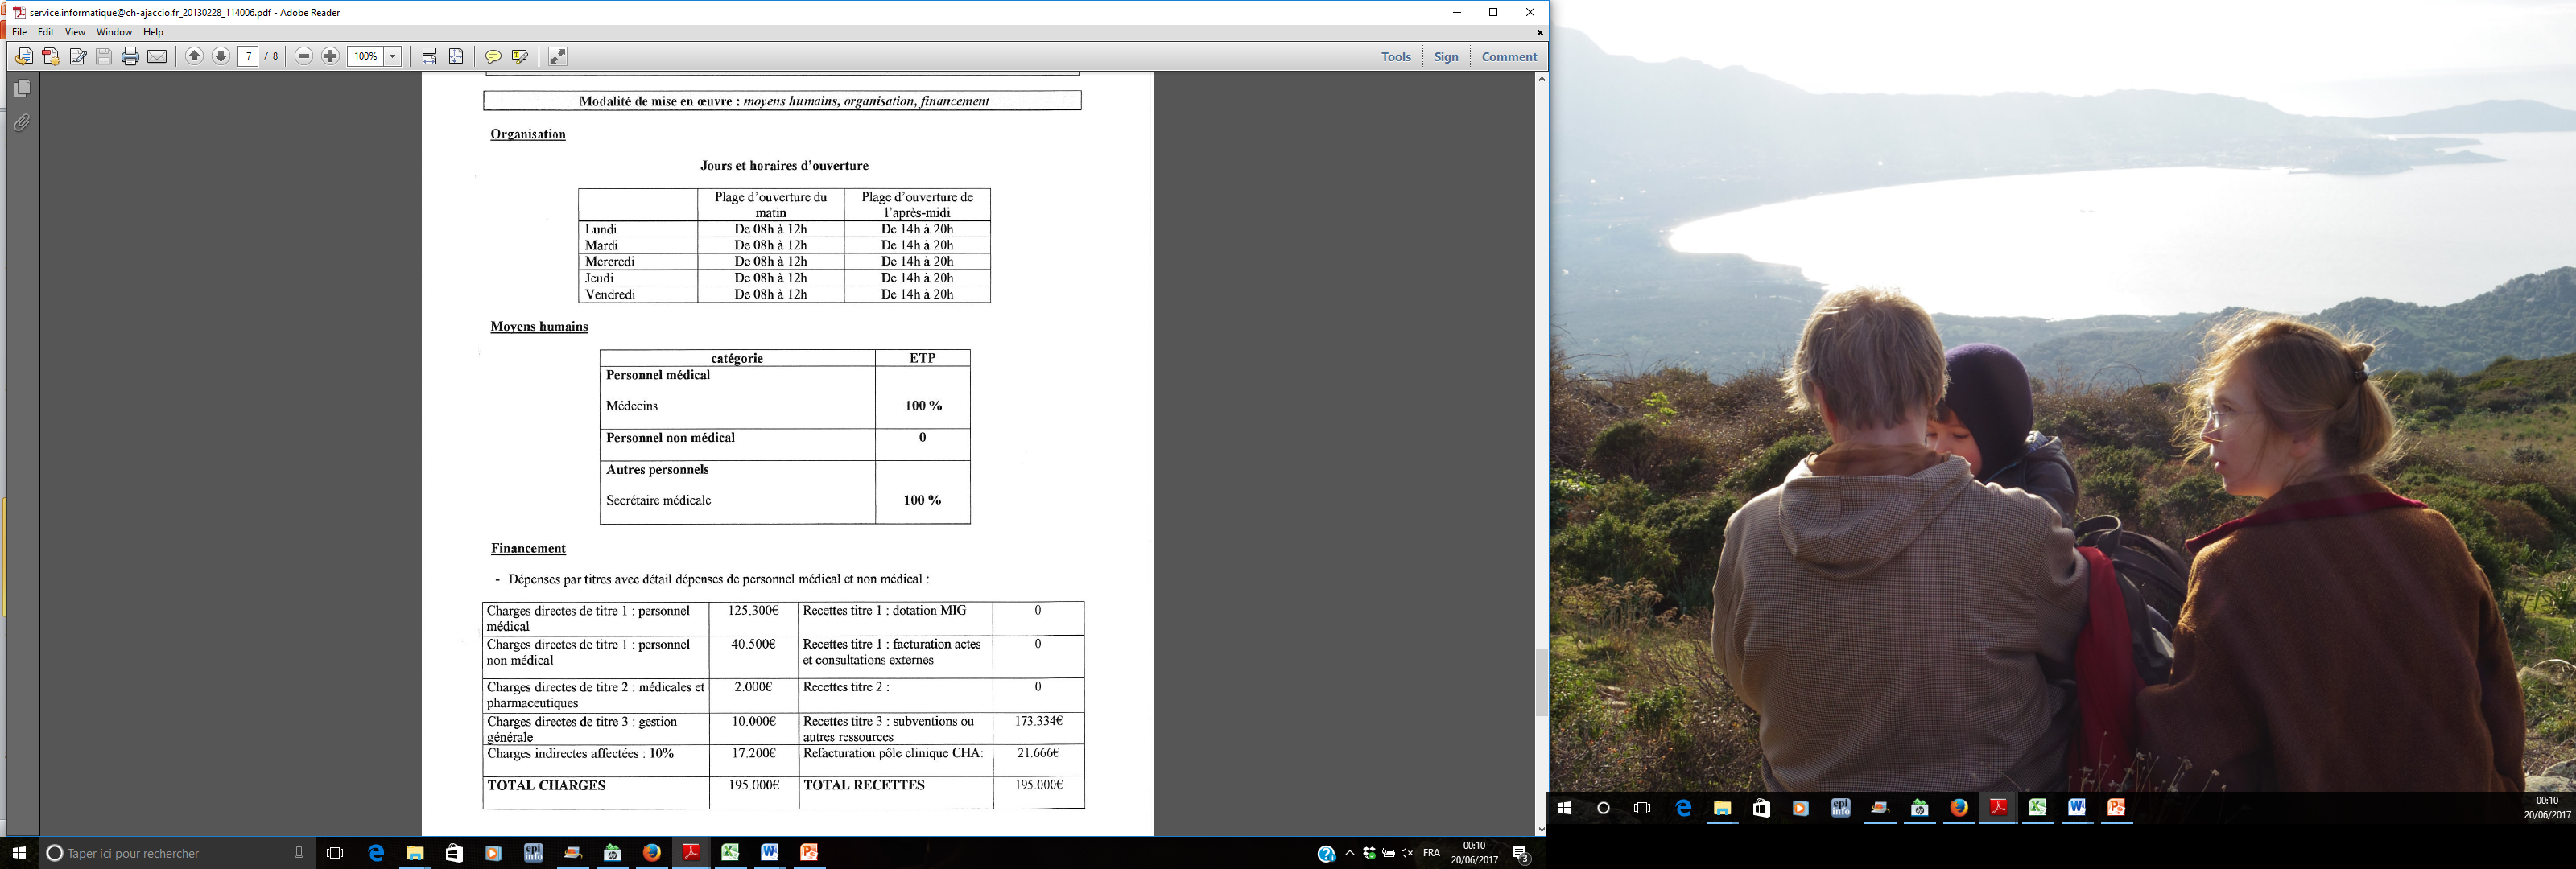 service.informatique@ch-ajaccio.fr_20130228_114006.pdf - Adobe Reader
File Edit View Window Help
7 / 8 100% Tools Sign Comment
Modalité de mise en œuvre : moyens humains, organisation, financement
Organisation
Jours et horaires d'ouverture
Plage d'ouverture du matin Plage d'ouverture de l'après-midi
Lundi De 08h à 12h De 14h à 20h
Mardi De 08h à 12h De 14h à 20h
Mercredi De 08h à 12h De 14h à 20h
Jeudi De 08h à 12h De 14h à 20h
Vendredi De 08h à 12h De 14h à 20h
Moyens humains
catégorie ETP
Personnel médical
Médecins 100 %
Personnel non médical 0
Autres personnels
Secrétaire médicale 100 %
Financement
- Dépenses par titres avec détail dépenses de personnel médical et non médical :
Charges directes de titre 1 : personnel médical 125.300€ Recettes titre 1 : dotation MIG 0
Charges directes de titre 1 : personnel non médical 40.500€ Recettes titre 1 : facturation actes et consultations externes 0
Charges directes de titre 2 : médicales et pharmaceutiques 2.000€ Recettes titre 2 : 0
Charges directes de titre 3 : gestion générale 10.000€ Recettes titre 3 : subventions ou autres ressources 173.334€
Charges indirectes affectées : 10% 17.200€ Refacturation pôle clinique CHA: 21.666€
TOTAL CHARGES 195.000€ TOTAL RECETTES 195.000€
Taper ici pour rechercher
epi info
FRA
00:10
20/06/2017
3
epi info
00:10
20/06/2017